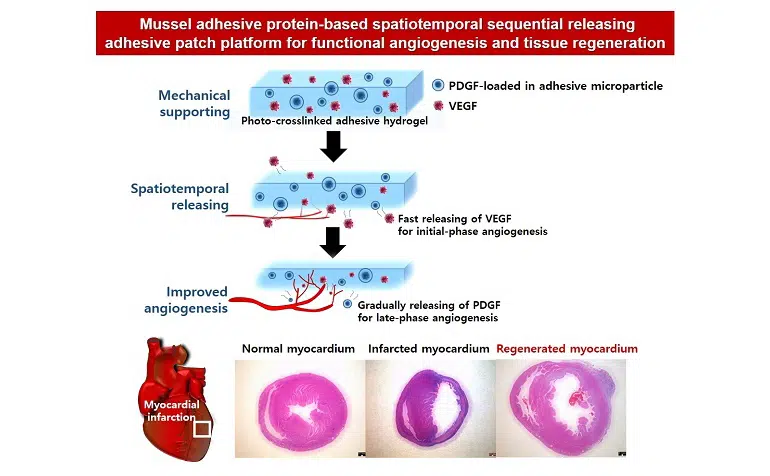 Mussel adhesive protein-based spatiotemporal sequential releasing
adhesive patch platform for functional angiogenesis and tissue regeneration
Mechanical
supporting
PDGF-loaded in adhesive microparticle
VEGF
Photo-crosslinked adhesive hydrogel
Spatiotemporal
releasing
Fast releasing of VEGF
for initial-phase angiogenesis
Improved
angiogenesis
Gradually releasing of PDGF
for late-phase angiogenesis
Normal myocardium
Infarcted myocardium
Regenerated myocardium
Myocardial
infarction